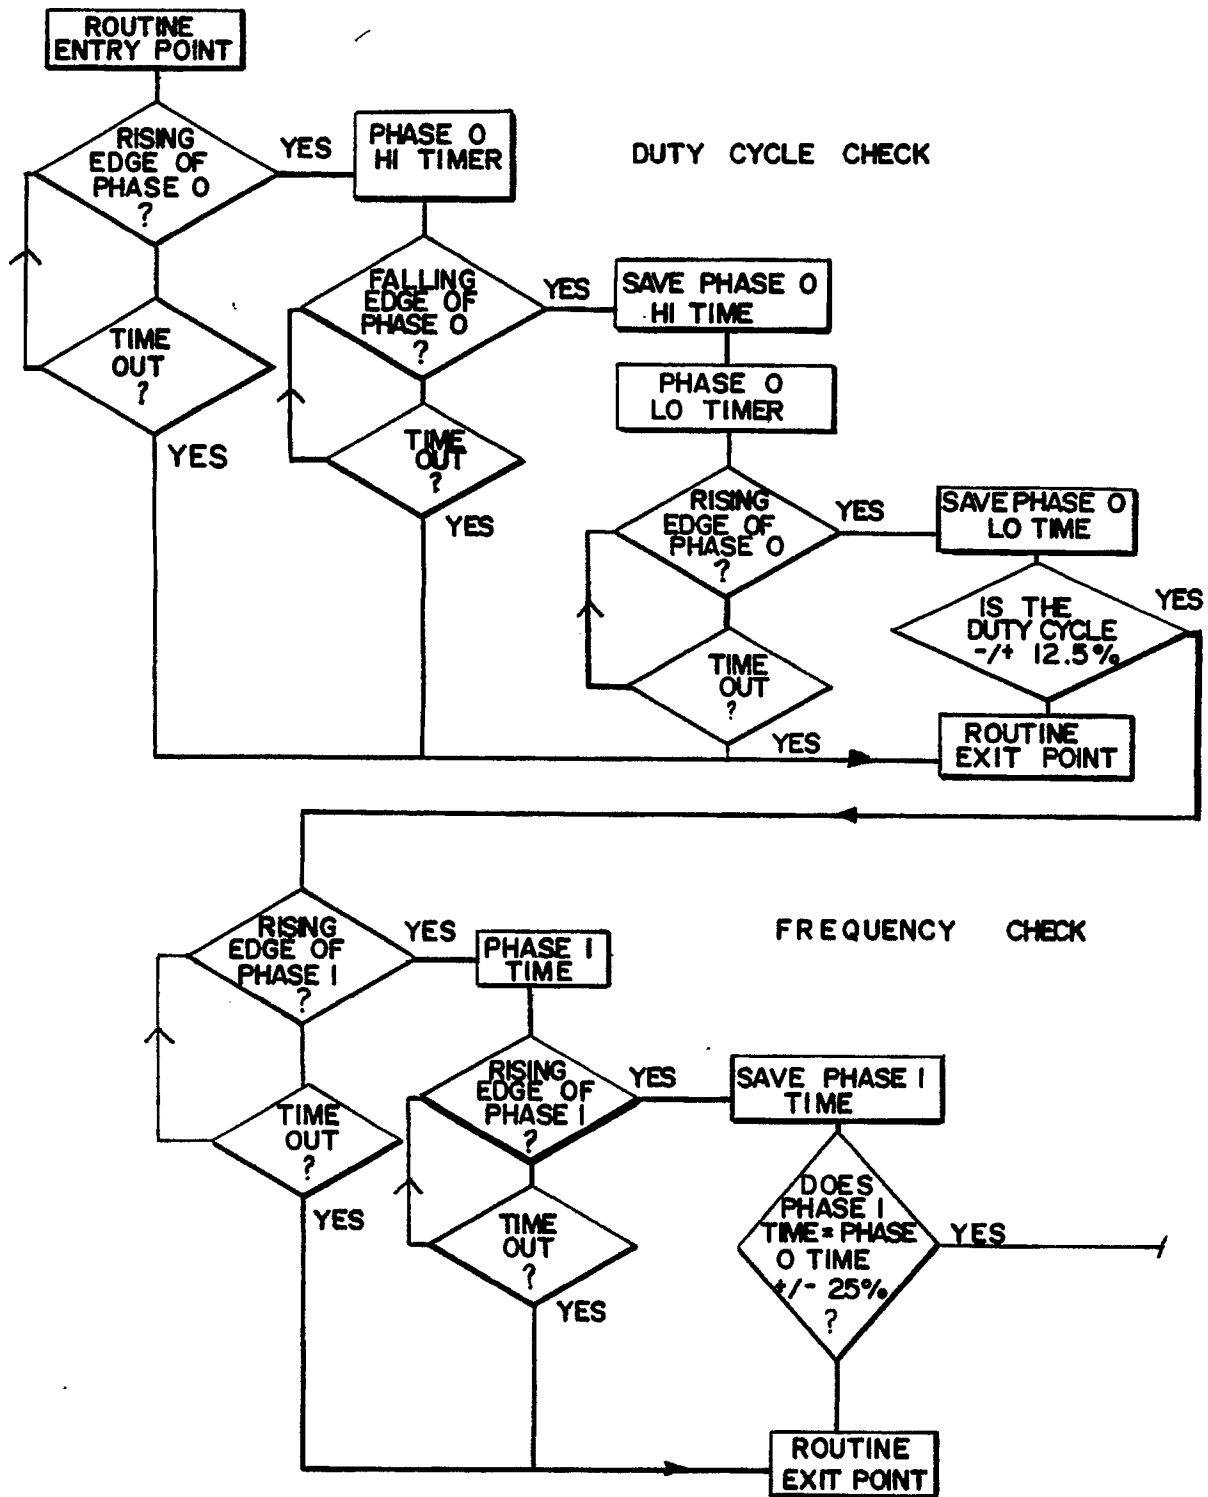 ROUTINE
ENTRY POINT
RISING
EDGE OF
PHASE 0
?
YES
PHASE 0
HI TIMER
DUTY CYCLE CHECK
TIME
OUT
?
YES
FALLING
EDGE OF
PHASE 0
?
YES
SAVE PHASE 0
HI TIME
PHASE 0
LO TIMER
TIME
OUT
?
YES
RISING
EDGE OF
PHASE 0
?
YES
SAVE PHASE 0
LO TIME
IS THE
DUTY CYCLE
-/+ 12.5%
YES
TIME
OUT
?
YES
ROUTINE
EXIT POINT
RISING
EDGE OF
PHASE 1
?
YES
PHASE 1
TIME
FREQUENCY CHECK
TIME
OUT
?
YES
RISING
EDGE OF
PHASE 1
?
YES
SAVE PHASE 1
TIME
TIME
OUT
?
YES
DOES
PHASE 1
TIME = PHASE
0 TIME
+/- 25%
?
YES
ROUTINE
EXIT POINT